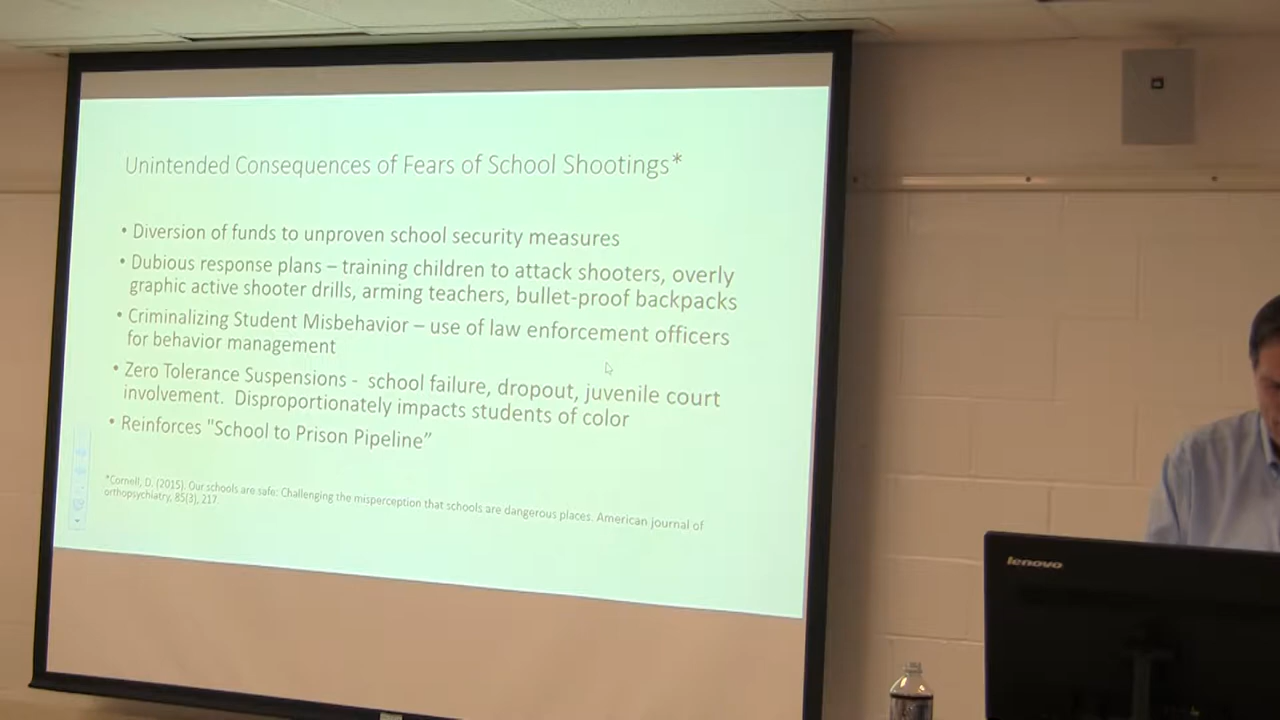 Unintended Consequences of Fears of School Shootings*
• Diversion of funds to unproven school security measures
• Dubious response plans – training children to attack shooters, overly
graphic active shooter drills, arming teachers, bullet-proof backpacks
• Criminalizing Student Misbehavior – use of law enforcement officers
for behavior management
• Zero Tolerance Suspensions - school failure, dropout, juvenile court
involvement. Disproportionately impacts students of color
• Reinforces "School to Prison Pipeline”
*Cornell, D. (2015). Our schools are safe: Challenging the misperception that schools are dangerous places. American journal of
orthopsychiatry, 85(3), 217.
lenovo